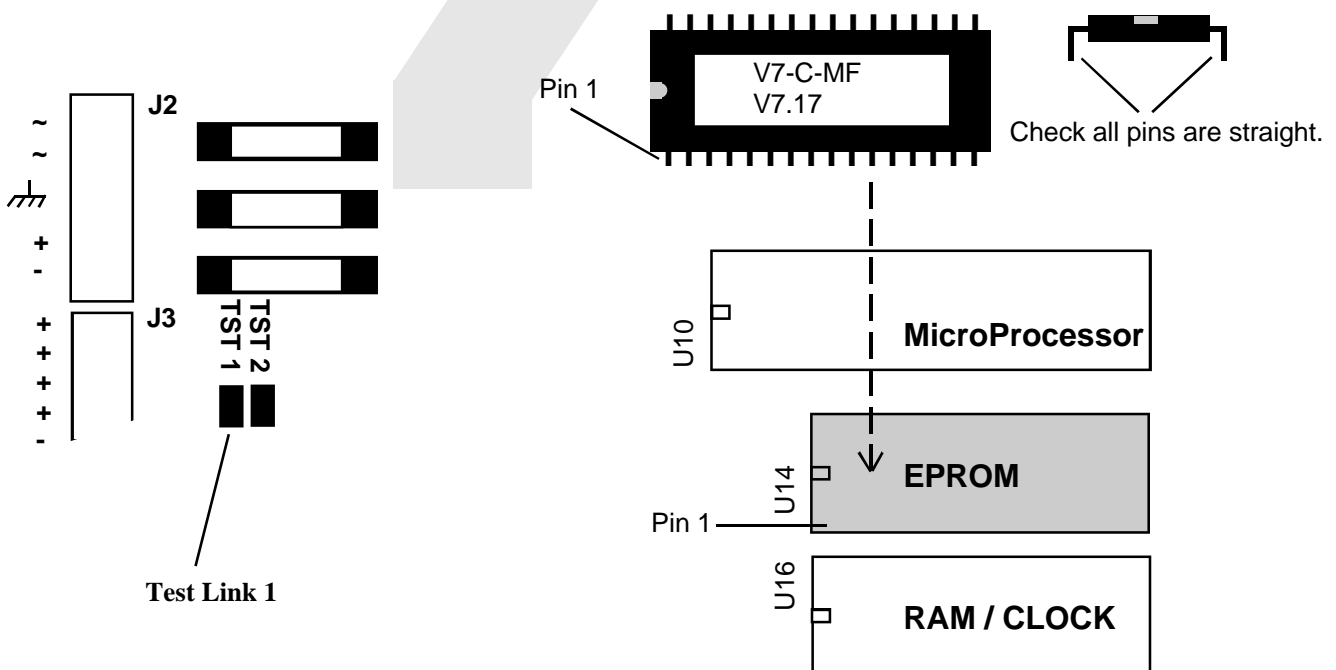 J2
~
~
+
-
J3
+
+
+
+
-
TST 1
TST 2
Test Link 1
Pin 1
V7-C-MF
V7.17
Check all pins are straight.
U10
MicroProcessor
U14
EPROM
Pin 1
U16
RAM / CLOCK